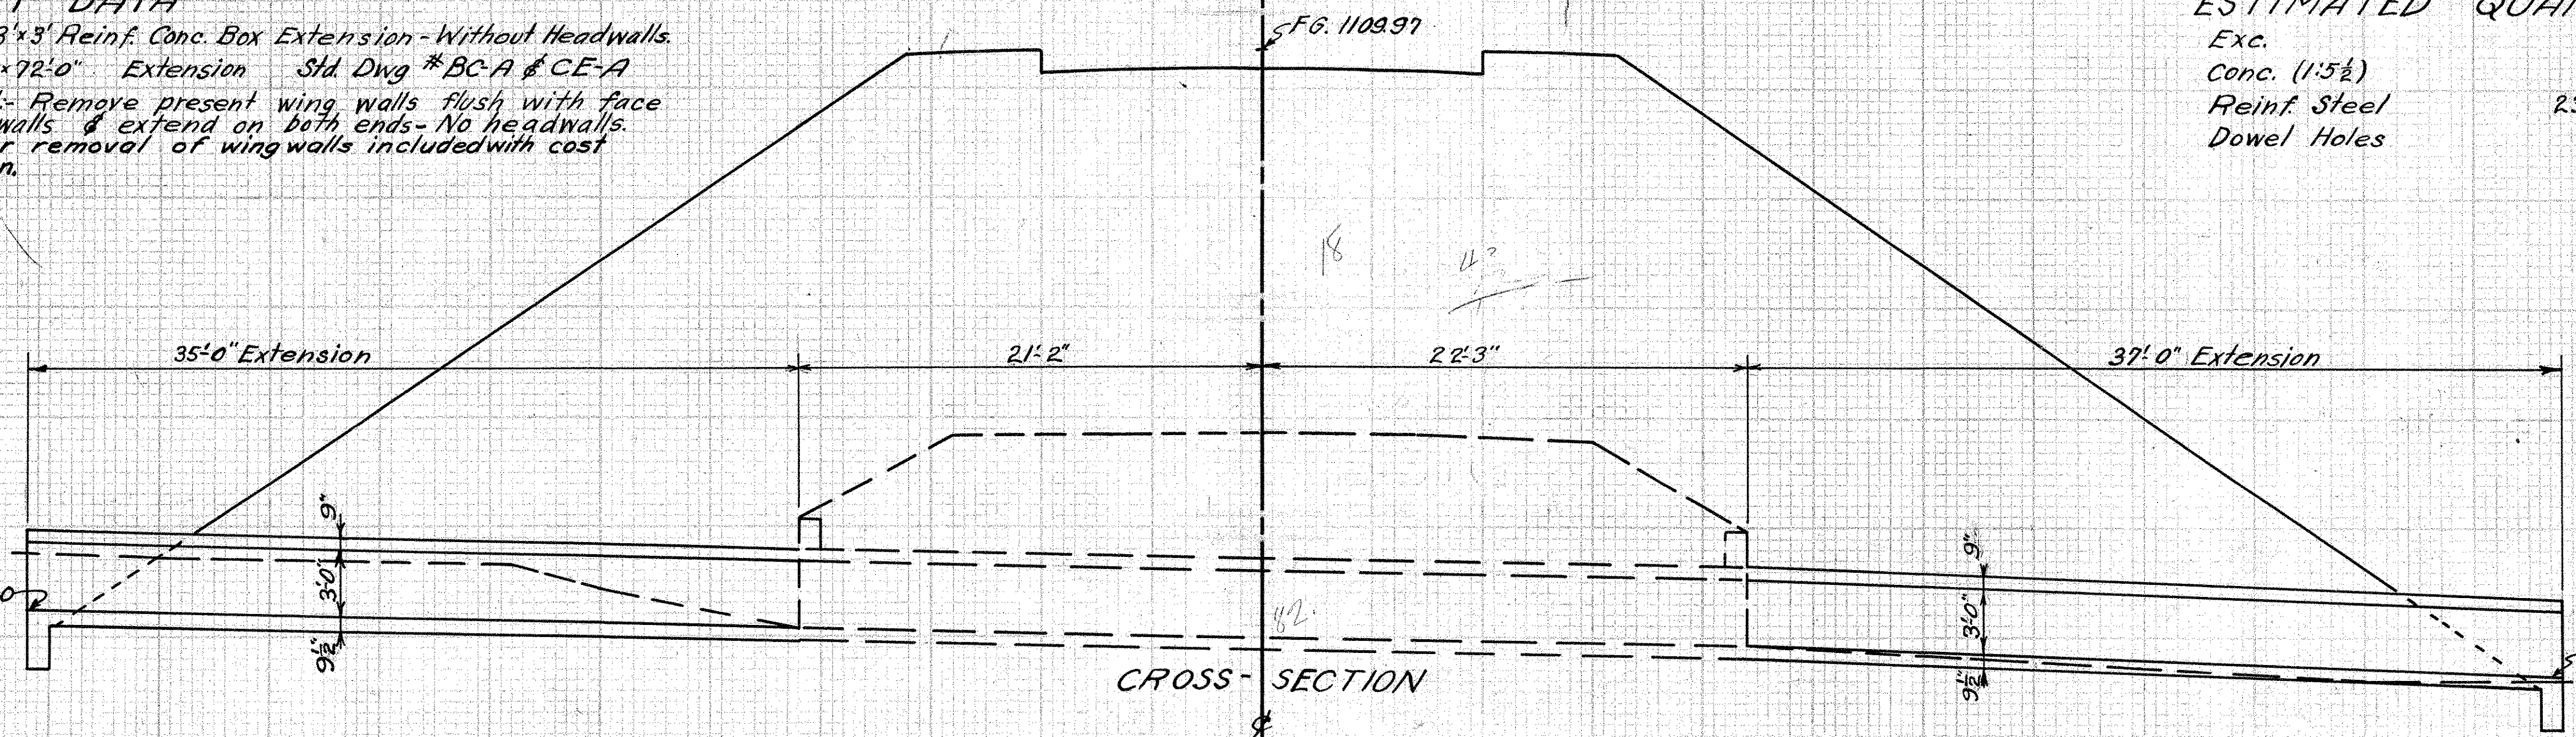 DATA
3'x3' Reinf. Conc. Box Extension - Without Headwalls.
x72'-0" Extension Std. Dwg #BC-A & CE-A
- Remove present wing walls flush with face
walls & extend on both ends - No headwalls.
r removal of wing walls included with cost
n.
FG. 1109.97
ESTIMATED QUA
Exc.
Conc. (1:5½)
Reinf. Steel 23
Dowel Holes
18
35'-0" Extension
21'-2"
22'-3"
37'-0" Extension
9"
3'-0"
9½"
9"
3'-0"
9½"
82.
CROSS - SECTION
℄